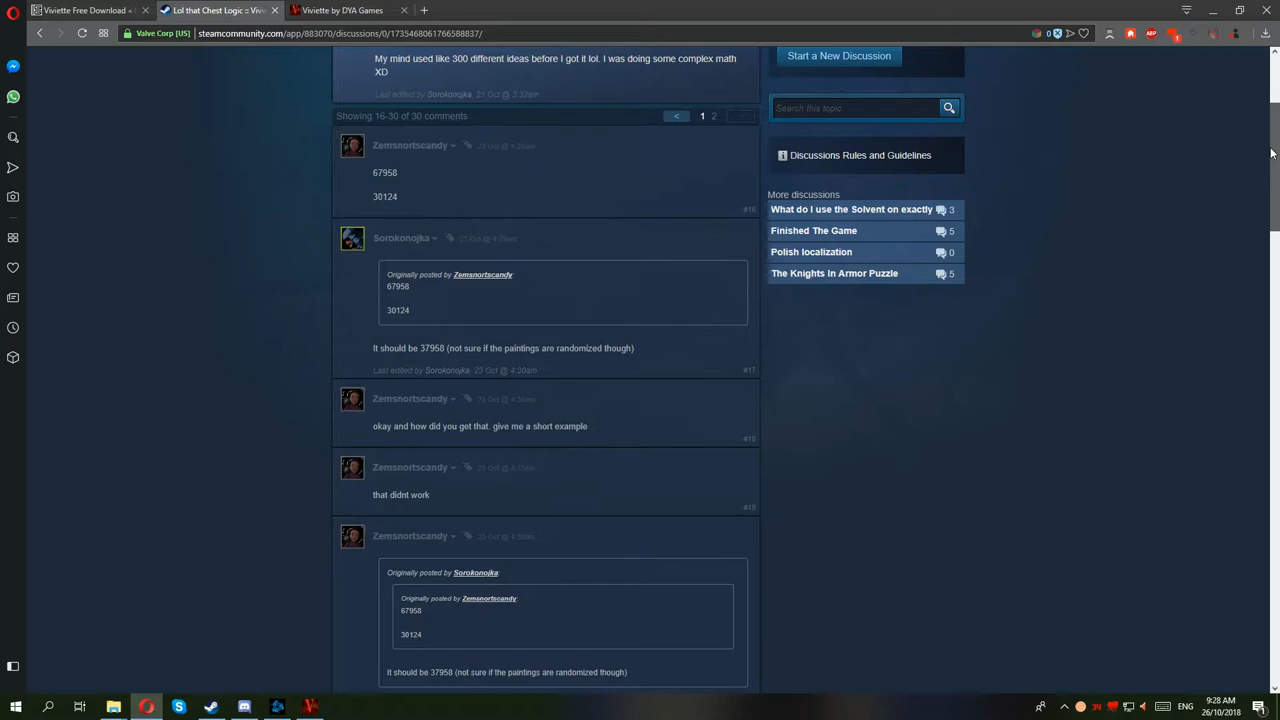 Viviette Free Download «
Lol that Chest Logic :: Vivie
Viviette by DYA Games
Valve Corp [US]
steamcommunity.com/app/883070/discussions/0/1735468061766588837/
My mind used like 300 different ideas before I got it lol. I was doing some complex math
XD
Last edited by Sorokonojka; 21 Oct @ 3:32am
Start a New Discussion
Search this topic
Discussions Rules and Guidelines
More discussions
What do I use the Solvent on exactly 3
Finished The Game 5
Polish localization 0
The Knights In Armor Puzzle 5
Showing 16-30 of 30 comments
< 1 2
Zemsnortscandy
67958
30124
#16
Sorokonojka
Originally posted by Zemsnortscandy:
67958
30124
It should be 37958 (not sure if the paintings are randomized though)
Last edited by Sorokonojka; 23 Oct @ 4:30am
#17
Zemsnortscandy
okay and how did you get that. give me a short example
#18
Zemsnortscandy
that didnt work
#19
Zemsnortscandy
Originally posted by Sorokonojka:
Originally posted by Zemsnortscandy:
67958
30124
It should be 37958 (not sure if the paintings are randomized though)
ENG
9:28 AM
26/10/2018